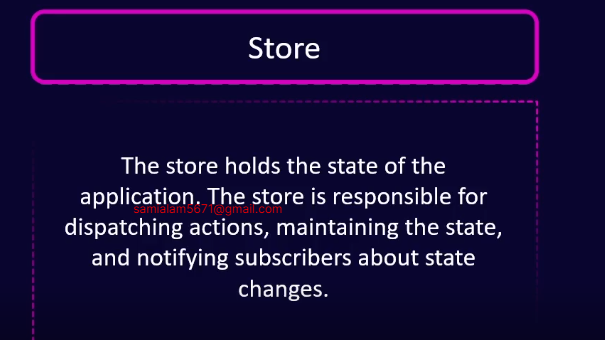 Store
The store holds the state of the
application. The store is responsible for
samialam5671@gmail.com
dispatching actions, maintaining the state,
and notifying subscribers about state
changes.